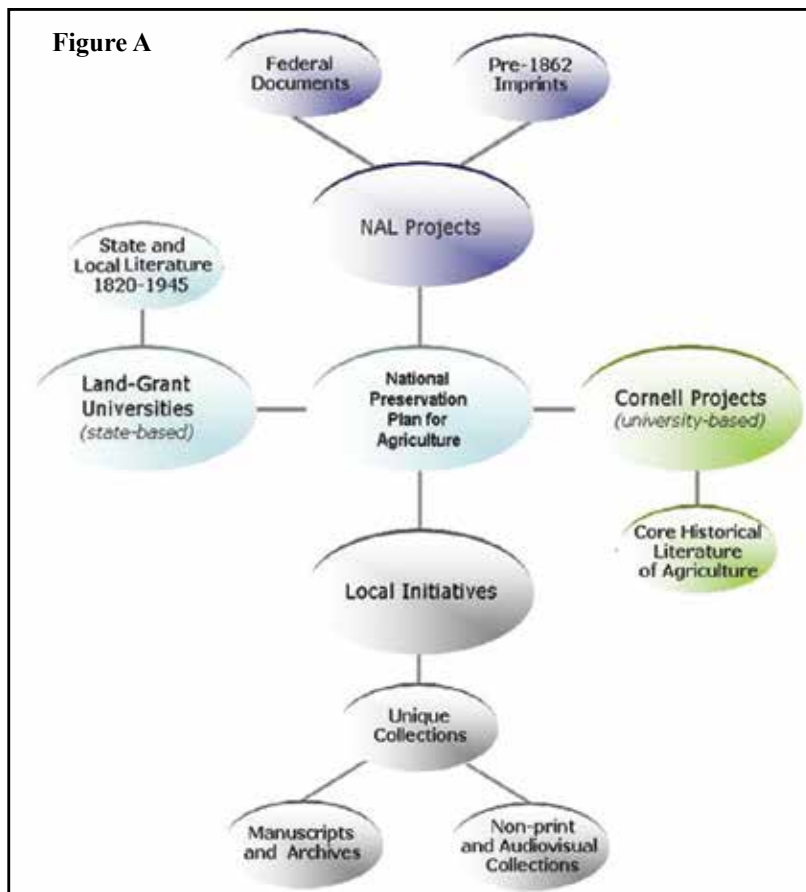 Figure A
Federal
Documents
Pre-1862
Imprints
NAL Projects
State and
Local Literature
1820-1945
Land-Grant
Universities
(state-based)
National
Preservation
Plan for
Agriculture
Cornell Projects
(university-based)
Core Historical
Literature
of Agriculture
Local Initiatives
Unique
Collections
Manuscripts
and Archives
Non-print
and Audiovisual
Collections